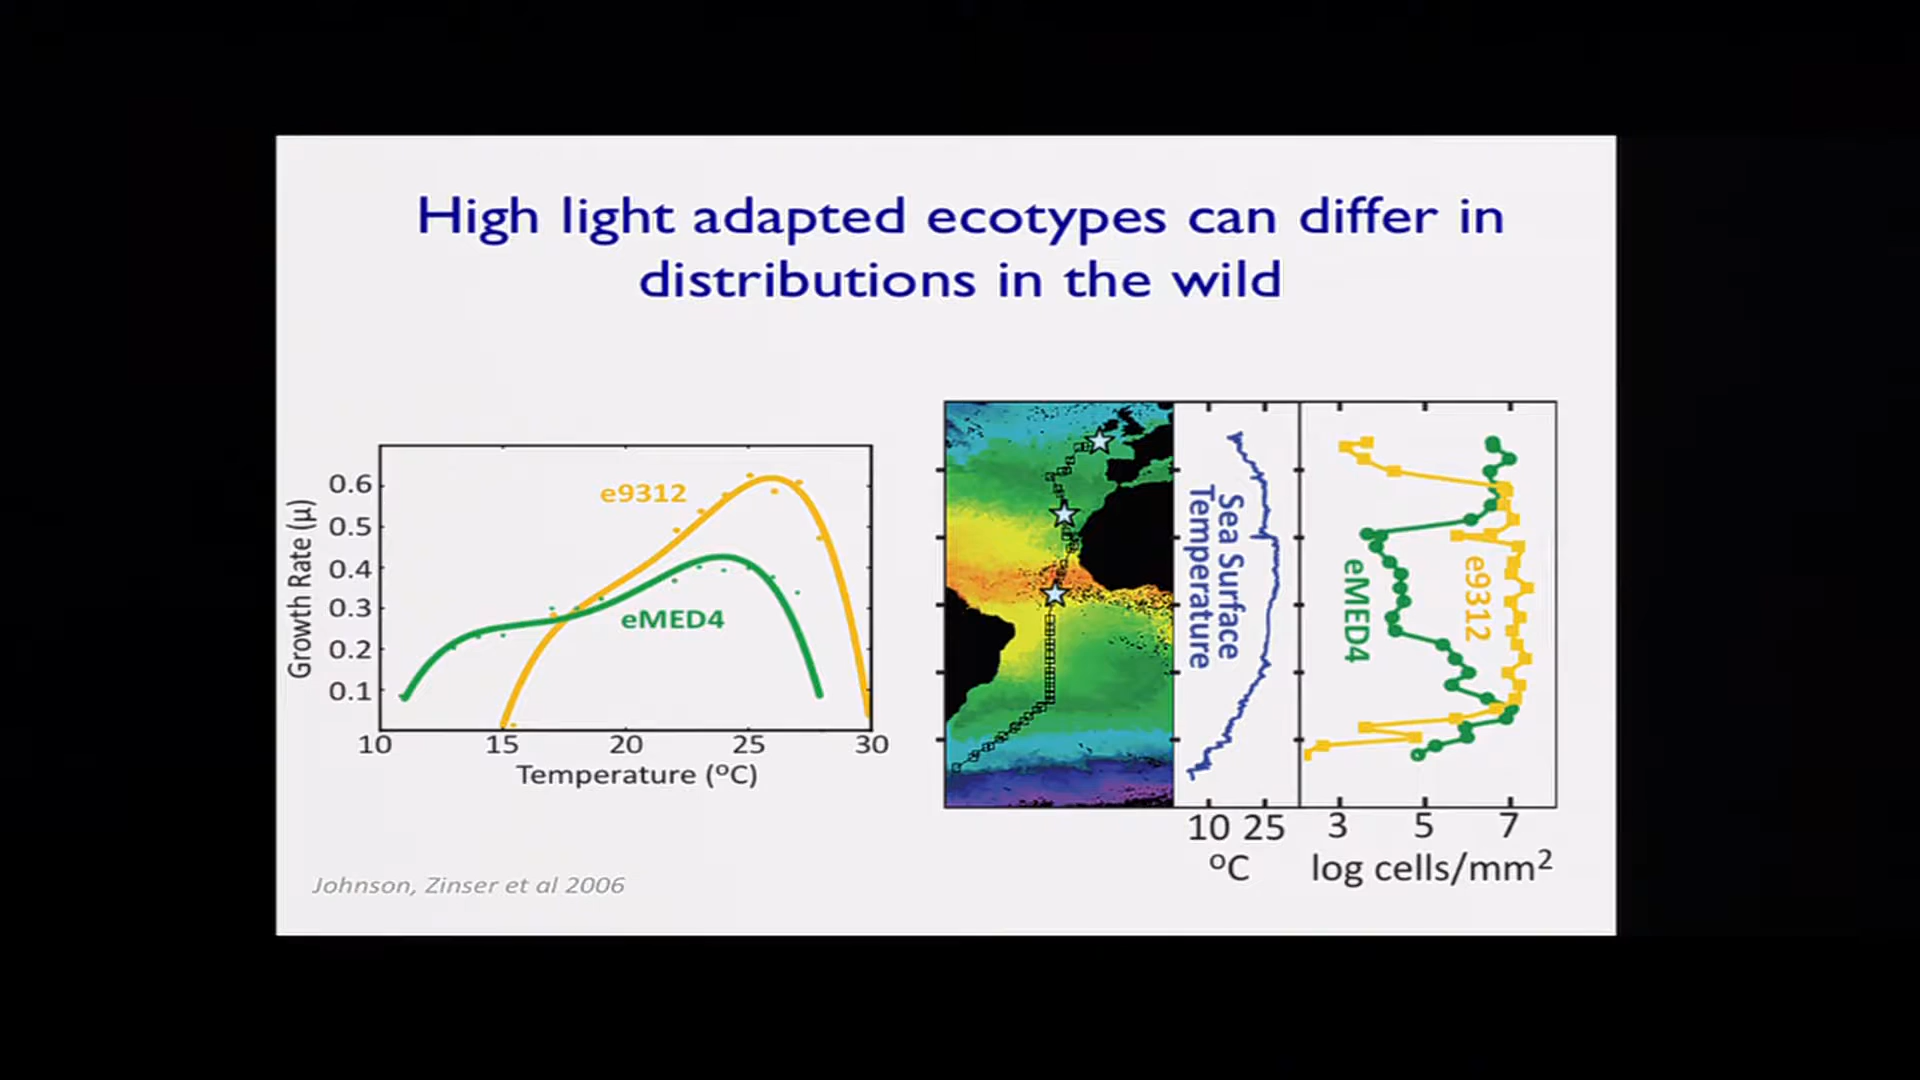 High light adapted ecotypes can differ in
distributions in the wild
Growth Rate (μ)
0.6
0.5
0.4
0.3
0.2
0.1
e9312
eMED4
10 15 20 25 30
Temperature (ºC)
Sea Surface
Temperature
eMED4
e9312
10 25
ºC
3 5 7
log cells/mm²
Johnson, Zinser et al 2006